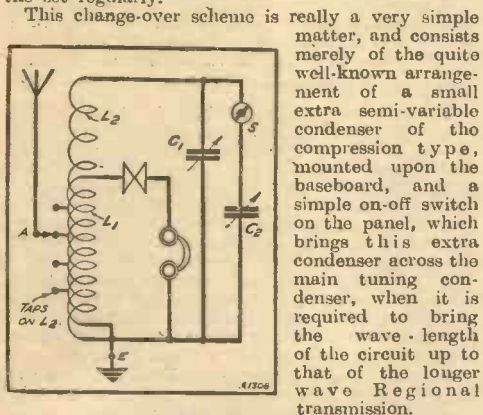 the set regularly.
This change-over scheme is really a very simple
matter, and consists
merely of the quite
well-known arrange-
ment of a small
extra semi-variable
condenser of the
compression type,
mounted upon the
baseboard, and a
simple on-off switch
on the panel, which
brings this extra
condenser across the
main tuning con-
denser, when it is
required to bring
the wave-length
of the circuit up to
that of the longer
wave Regional
transmission.
L2
C1
S
C2
L1
A
TAPS
ON L2.
E
A1306